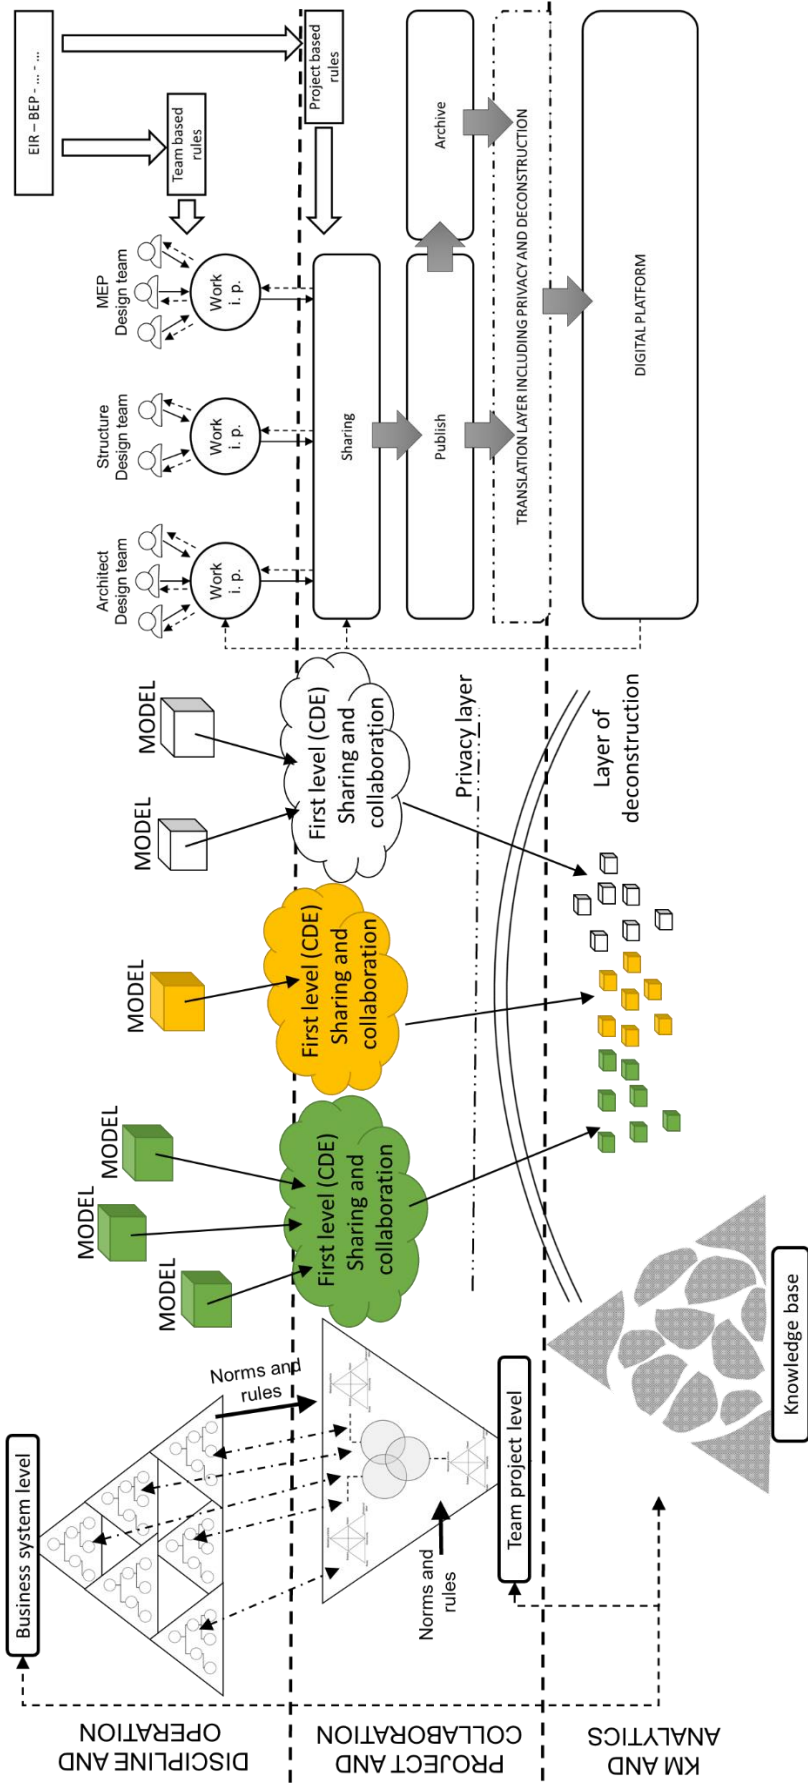 DISCIPLINE AND
OPERATION
PROJECT AND
COLLABORATION
KM AND
ANALYTICS
Business system level
Norms and
rules
Norms and
rules
Team project level
Knowledge base
MODEL
MODEL
MODEL
First level (CDE)
Sharing and
collaboration
MODEL
First level (CDE)
Sharing and
collaboration
MODEL
MODEL
First level (CDE)
Sharing and
collaboration
Privacy layer
Layer of
deconstruction
Architect
Design team
Structure
Design team
MEP
Design team
Work
i. p.
Work
i. p.
Work
i. p.
EIR – BEP - ... - ...
Team based
rules
Project based
rules
Sharing
Publish
Archive
TRANSLATION LAYER INCLUDING PRIVACY AND DECONSTRUCTION
DIGITAL PLATFORM